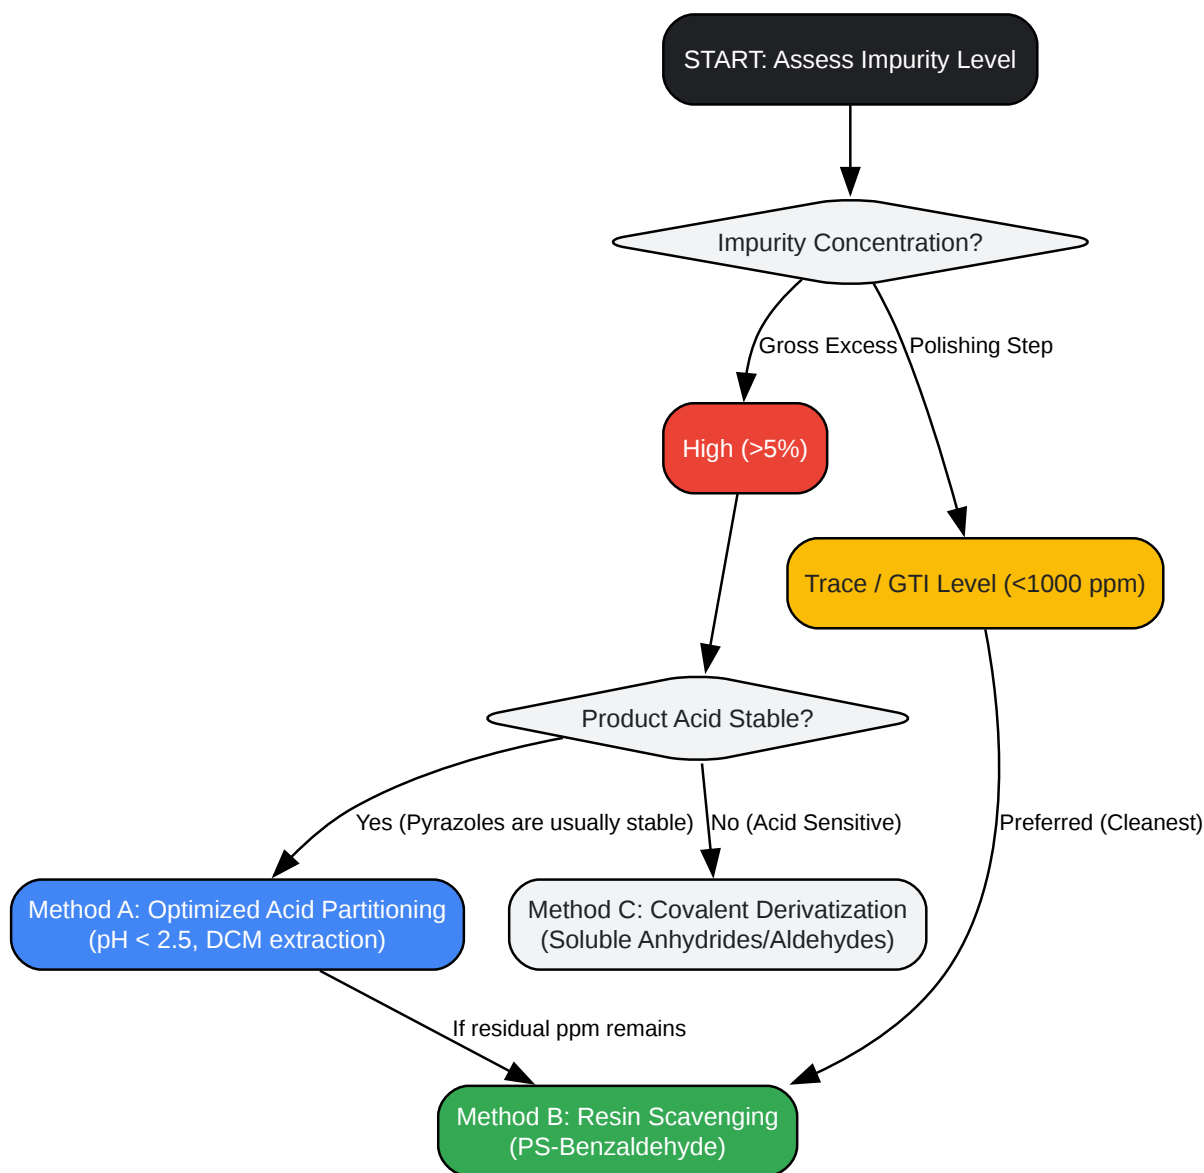 START: Assess Impurity Level
Impurity Concentration?
Gross Excess
Polishing Step
High (>5%)
Trace / GTI Level (<1000 ppm)
Product Acid Stable?
Yes (Pyrazoles are usually stable)
No (Acid Sensitive)
Preferred (Cleanest)
Method A: Optimized Acid Partitioning
(pH < 2.5, DCM extraction)
Method C: Covalent Derivatization
(Soluble Anhydrides/Aldehydes)
If residual ppm remains
Method B: Resin Scavenging
(PS-Benzaldehyde)